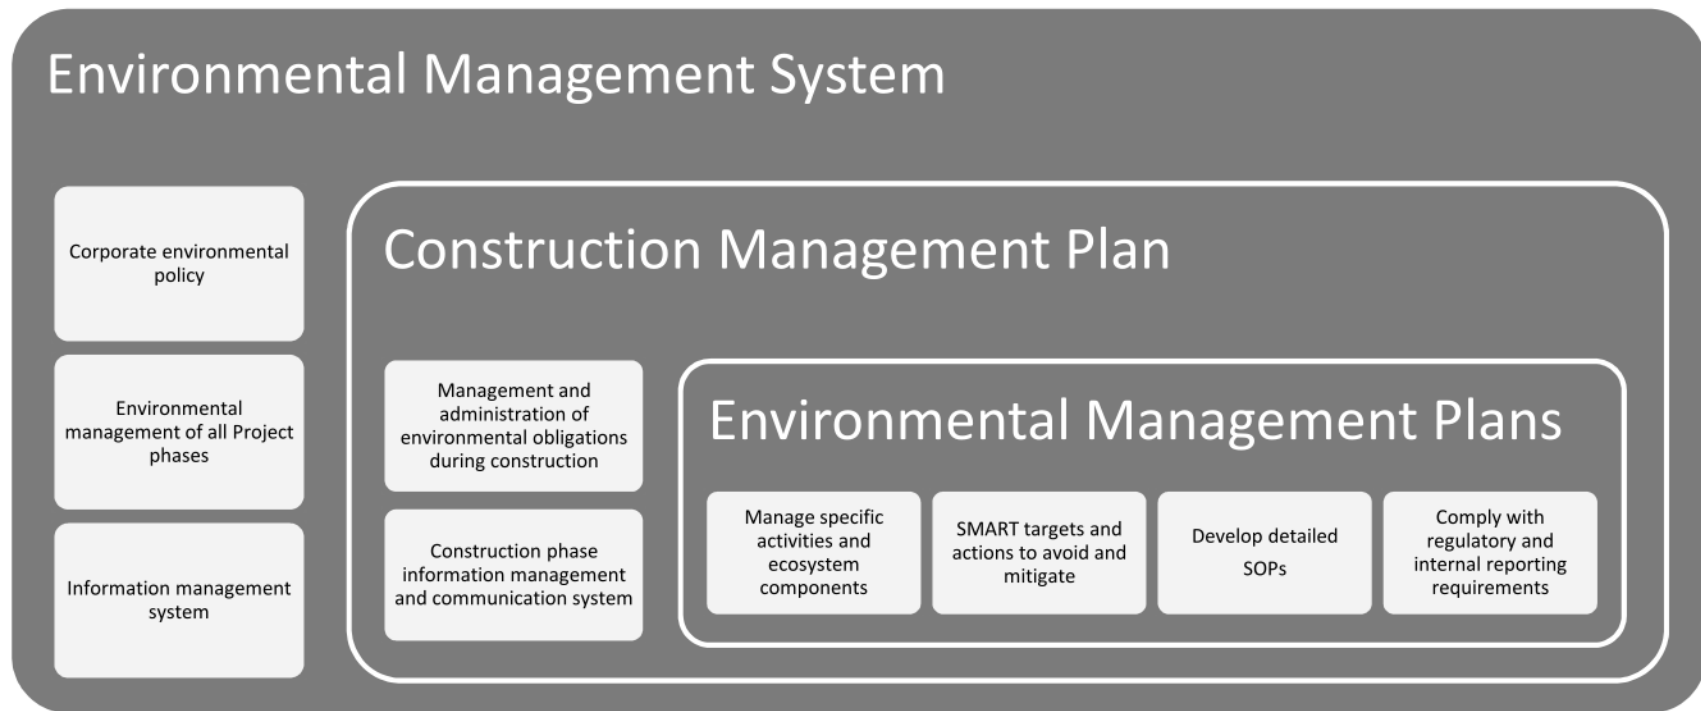 Environmental Management System
Corporate environmental
policy
Environmental
management of all Project
phases
Information management
system
Construction Management Plan
Management and
administration of
environmental obligations
during construction
Construction phase
information management
and communication system
Environmental Management Plans
Manage specific
activities and
ecosystem
components
SMART targets and
actions to avoid and
mitigate
Develop detailed
SOPs
Comply with
regulatory and
internal reporting
requirements